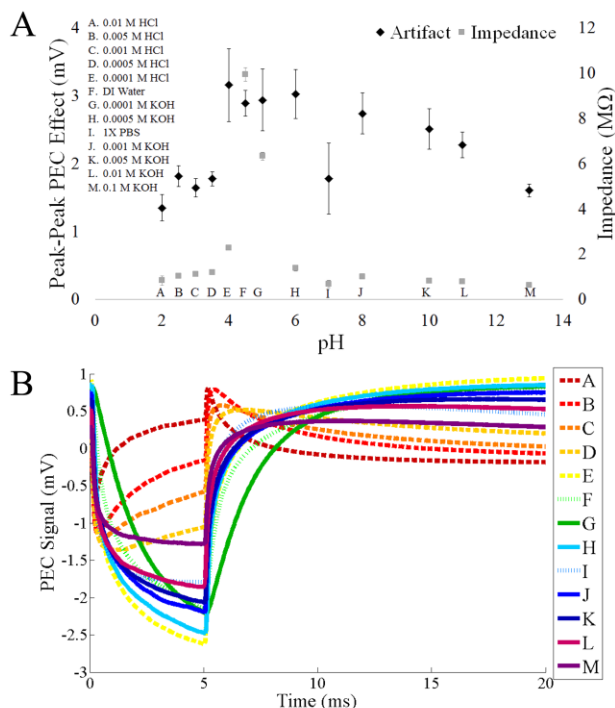 A
Peak-Peak PEC Effect (mV)
4
3
2
1
0
A. 0.01 M HCl
B. 0.005 M HCl
C. 0.001 M HCl
D. 0.0005 M HCl
E. 0.0001 M HCl
F. DI Water
G. 0.0001 M KOH
H. 0.0005 M KOH
I. 1X PBS
J. 0.001 M KOH
K. 0.005 M KOH
L. 0.01 M KOH
M. 0.1 M KOH
Artifact Impedance
12
10
8
6
4
2
0
Impedance (MΩ)
A B C D E F G H I J K L M
0 2 4 6 8 10 12 14
pH
B
PEC Signal (mV)
1
0.5
0
-0.5
-1
-1.5
-2
-2.5
-3
0 5 10 15 20
Time (ms)
A
B
C
D
E
F
G
H
I
J
K
L
M